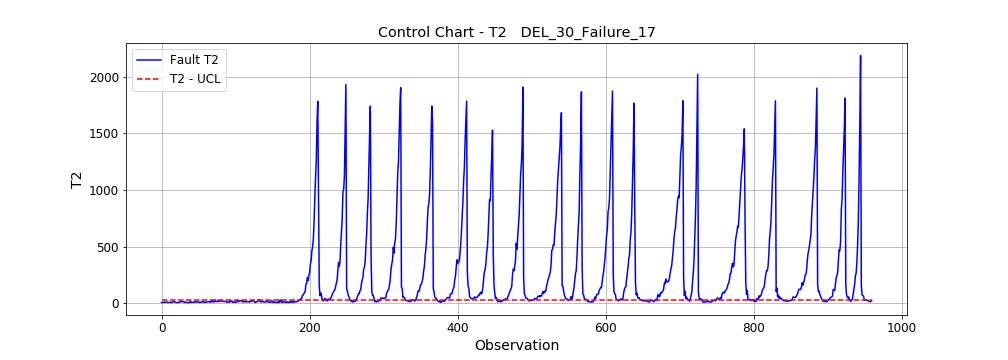 Control Chart - T2   DEL_30_Failure_17
Fault T2
T2 - UCL
2000
1500
1000
500
0
T2
0 200 400 600 800 1000
Observation